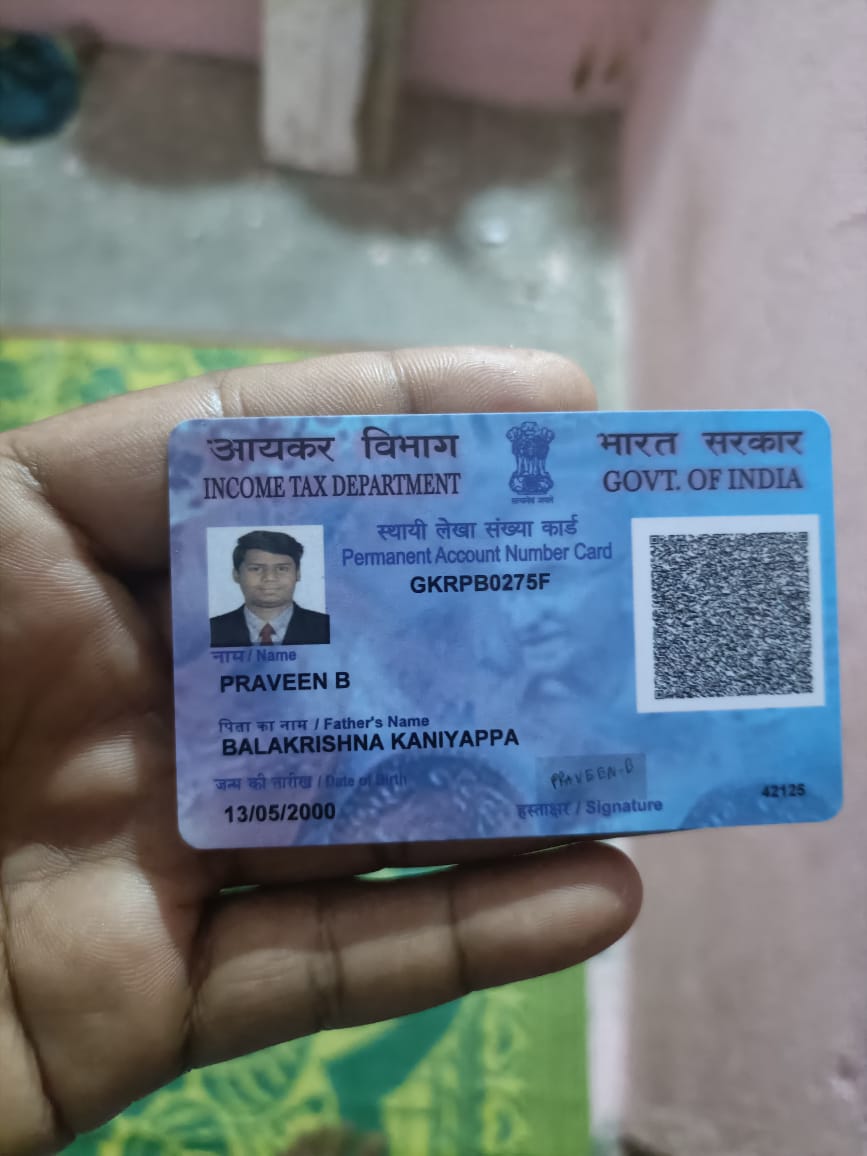 आयकर विभाग
INCOME TAX DEPARTMENT
सत्यमेव जयते
भारत सरकार
GOVT. OF INDIA
स्थायी लेखा संख्या कार्ड
Permanent Account Number Card
GKRPB0275F
नाम / Name
PRAVEEN B
पिता का नाम / Father's Name
BALAKRISHNA KANIYAPPA
जन्म की तारीख / Date of Birth
13/05/2000
PRAVEEN-B
हस्ताक्षर / Signature
42125